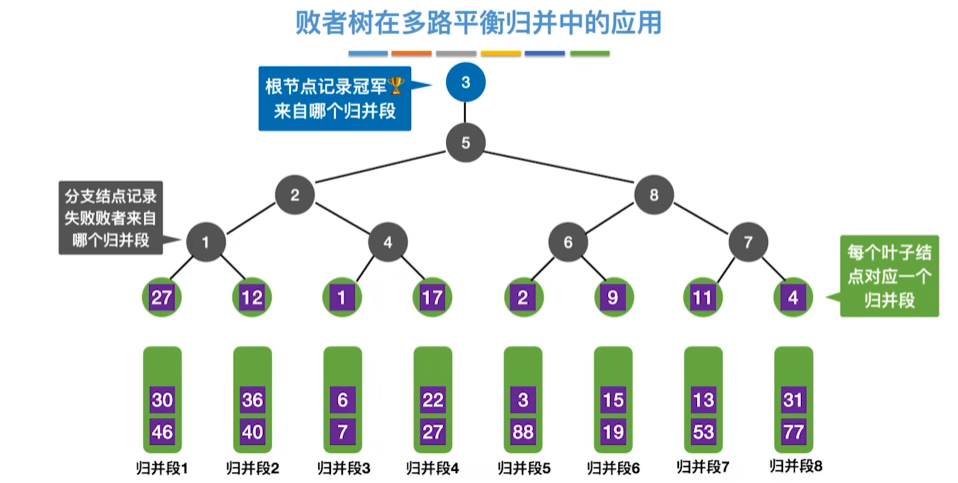 败者树在多路平衡归并中的应用
根节点记录冠军🏆
来自哪个归并段
3
5
2
8
分支结点记录
失败败者来自
哪个归并段
1
4
6
7
每个叶子结
点对应一个
归并段
27 12 1 17 2 9 11 4
30 36 6 22 3 15 13 31
46 40 7 27 88 19 53 77
归并段1 归并段2 归并段3 归并段4 归并段5 归并段6 归并段7 归并段8